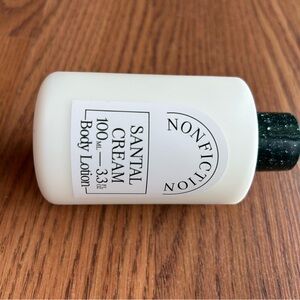 NONFICTION
SANTAL
CREAM
100 ML — 3.3 FL OZ
Body Lotion